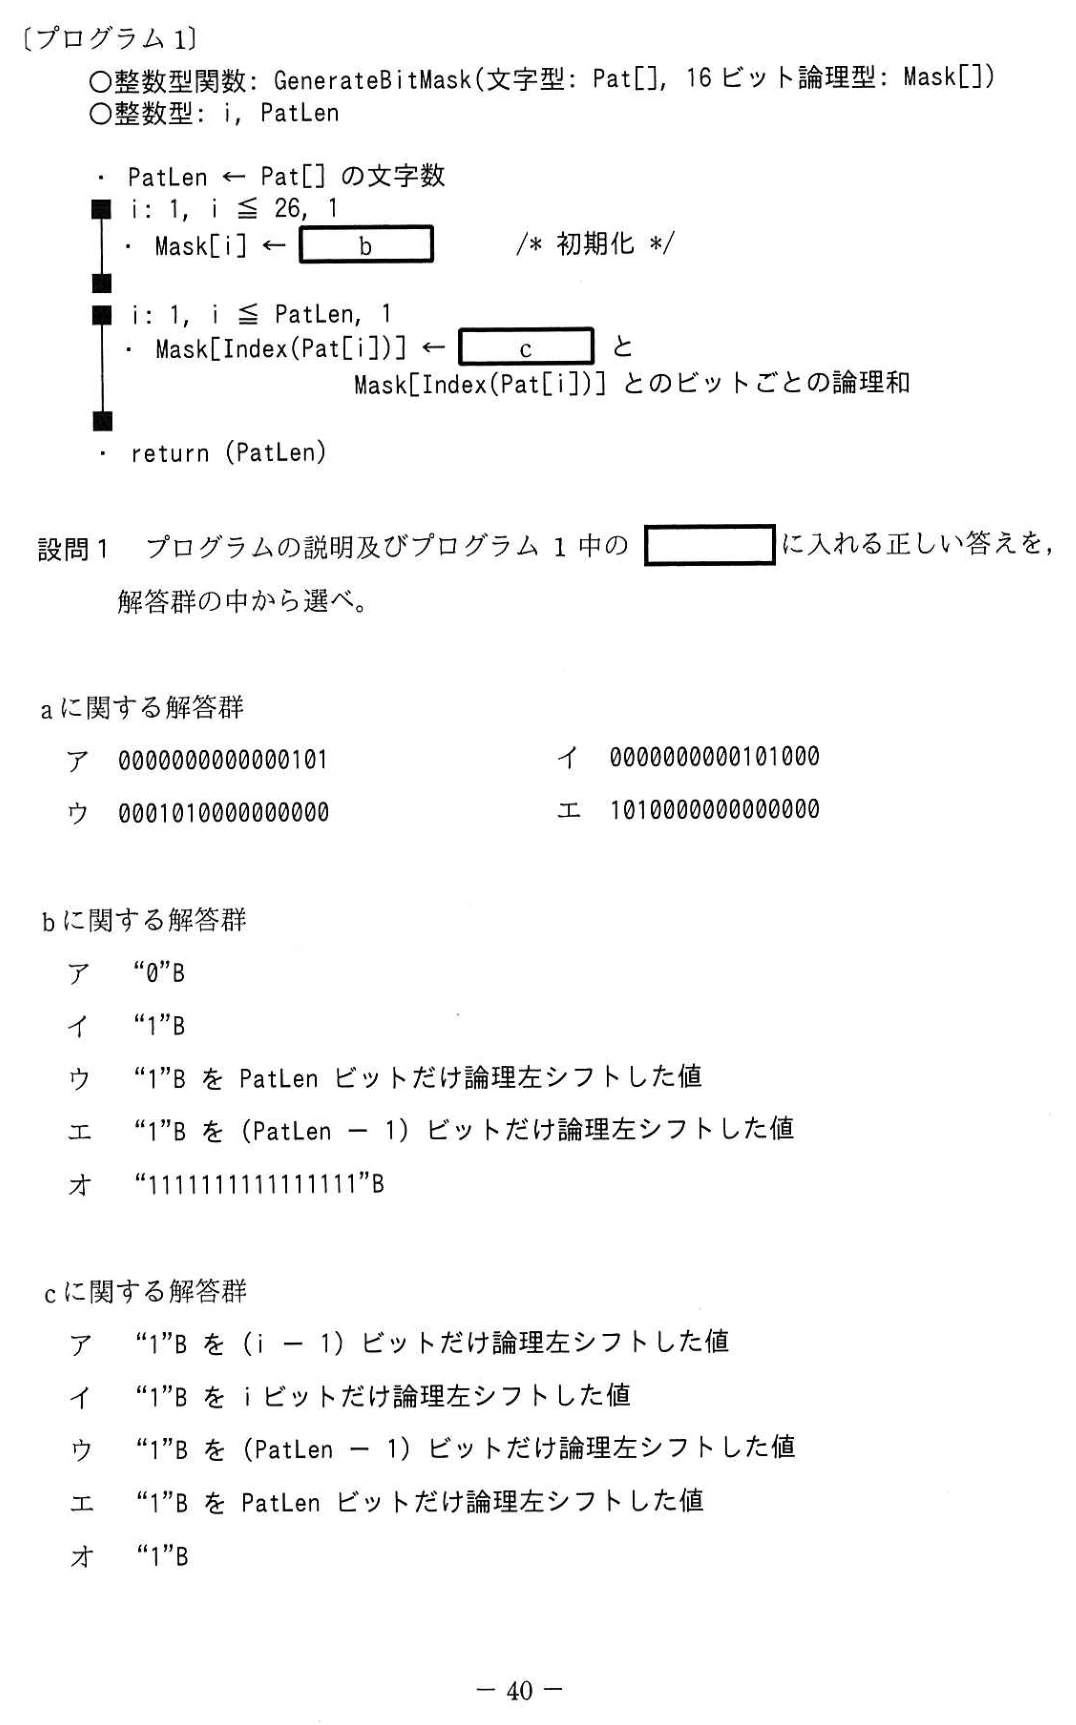 〔プログラム 1〕
○整数型関数: GenerateBitMask(文字型: Pat[], 16 ビット論理型: Mask[])
○整数型: i, PatLen
・ PatLen ← Pat[] の文字数
■ i: 1, i ≦ 26, 1
・ Mask[i] ← b /* 初期化 */
■
■ i: 1, i ≦ PatLen, 1
・ Mask[Index(Pat[i])] ← c と
Mask[Index(Pat[i])] とのビットごとの論理和
■
・ return (PatLen)
設問 1 プログラムの説明及びプログラム 1 中の に入れる正しい答えを,
解答群の中から選べ。
a に関する解答群
ア 0000000000000101 イ 0000000000101000
ウ 0001010000000000 エ 1010000000000000
b に関する解答群
ア “0”B
イ “1”B
ウ “1”B を PatLen ビットだけ論理左シフトした値
エ “1”B を (PatLen － 1) ビットだけ論理左シフトした値
オ “1111111111111111”B
c に関する解答群
ア “1”B を (i － 1) ビットだけ論理左シフトした値
イ “1”B を i ビットだけ論理左シフトした値
ウ “1”B を (PatLen － 1) ビットだけ論理左シフトした値
エ “1”B を PatLen ビットだけ論理左シフトした値
オ “1”B
－ 40 －